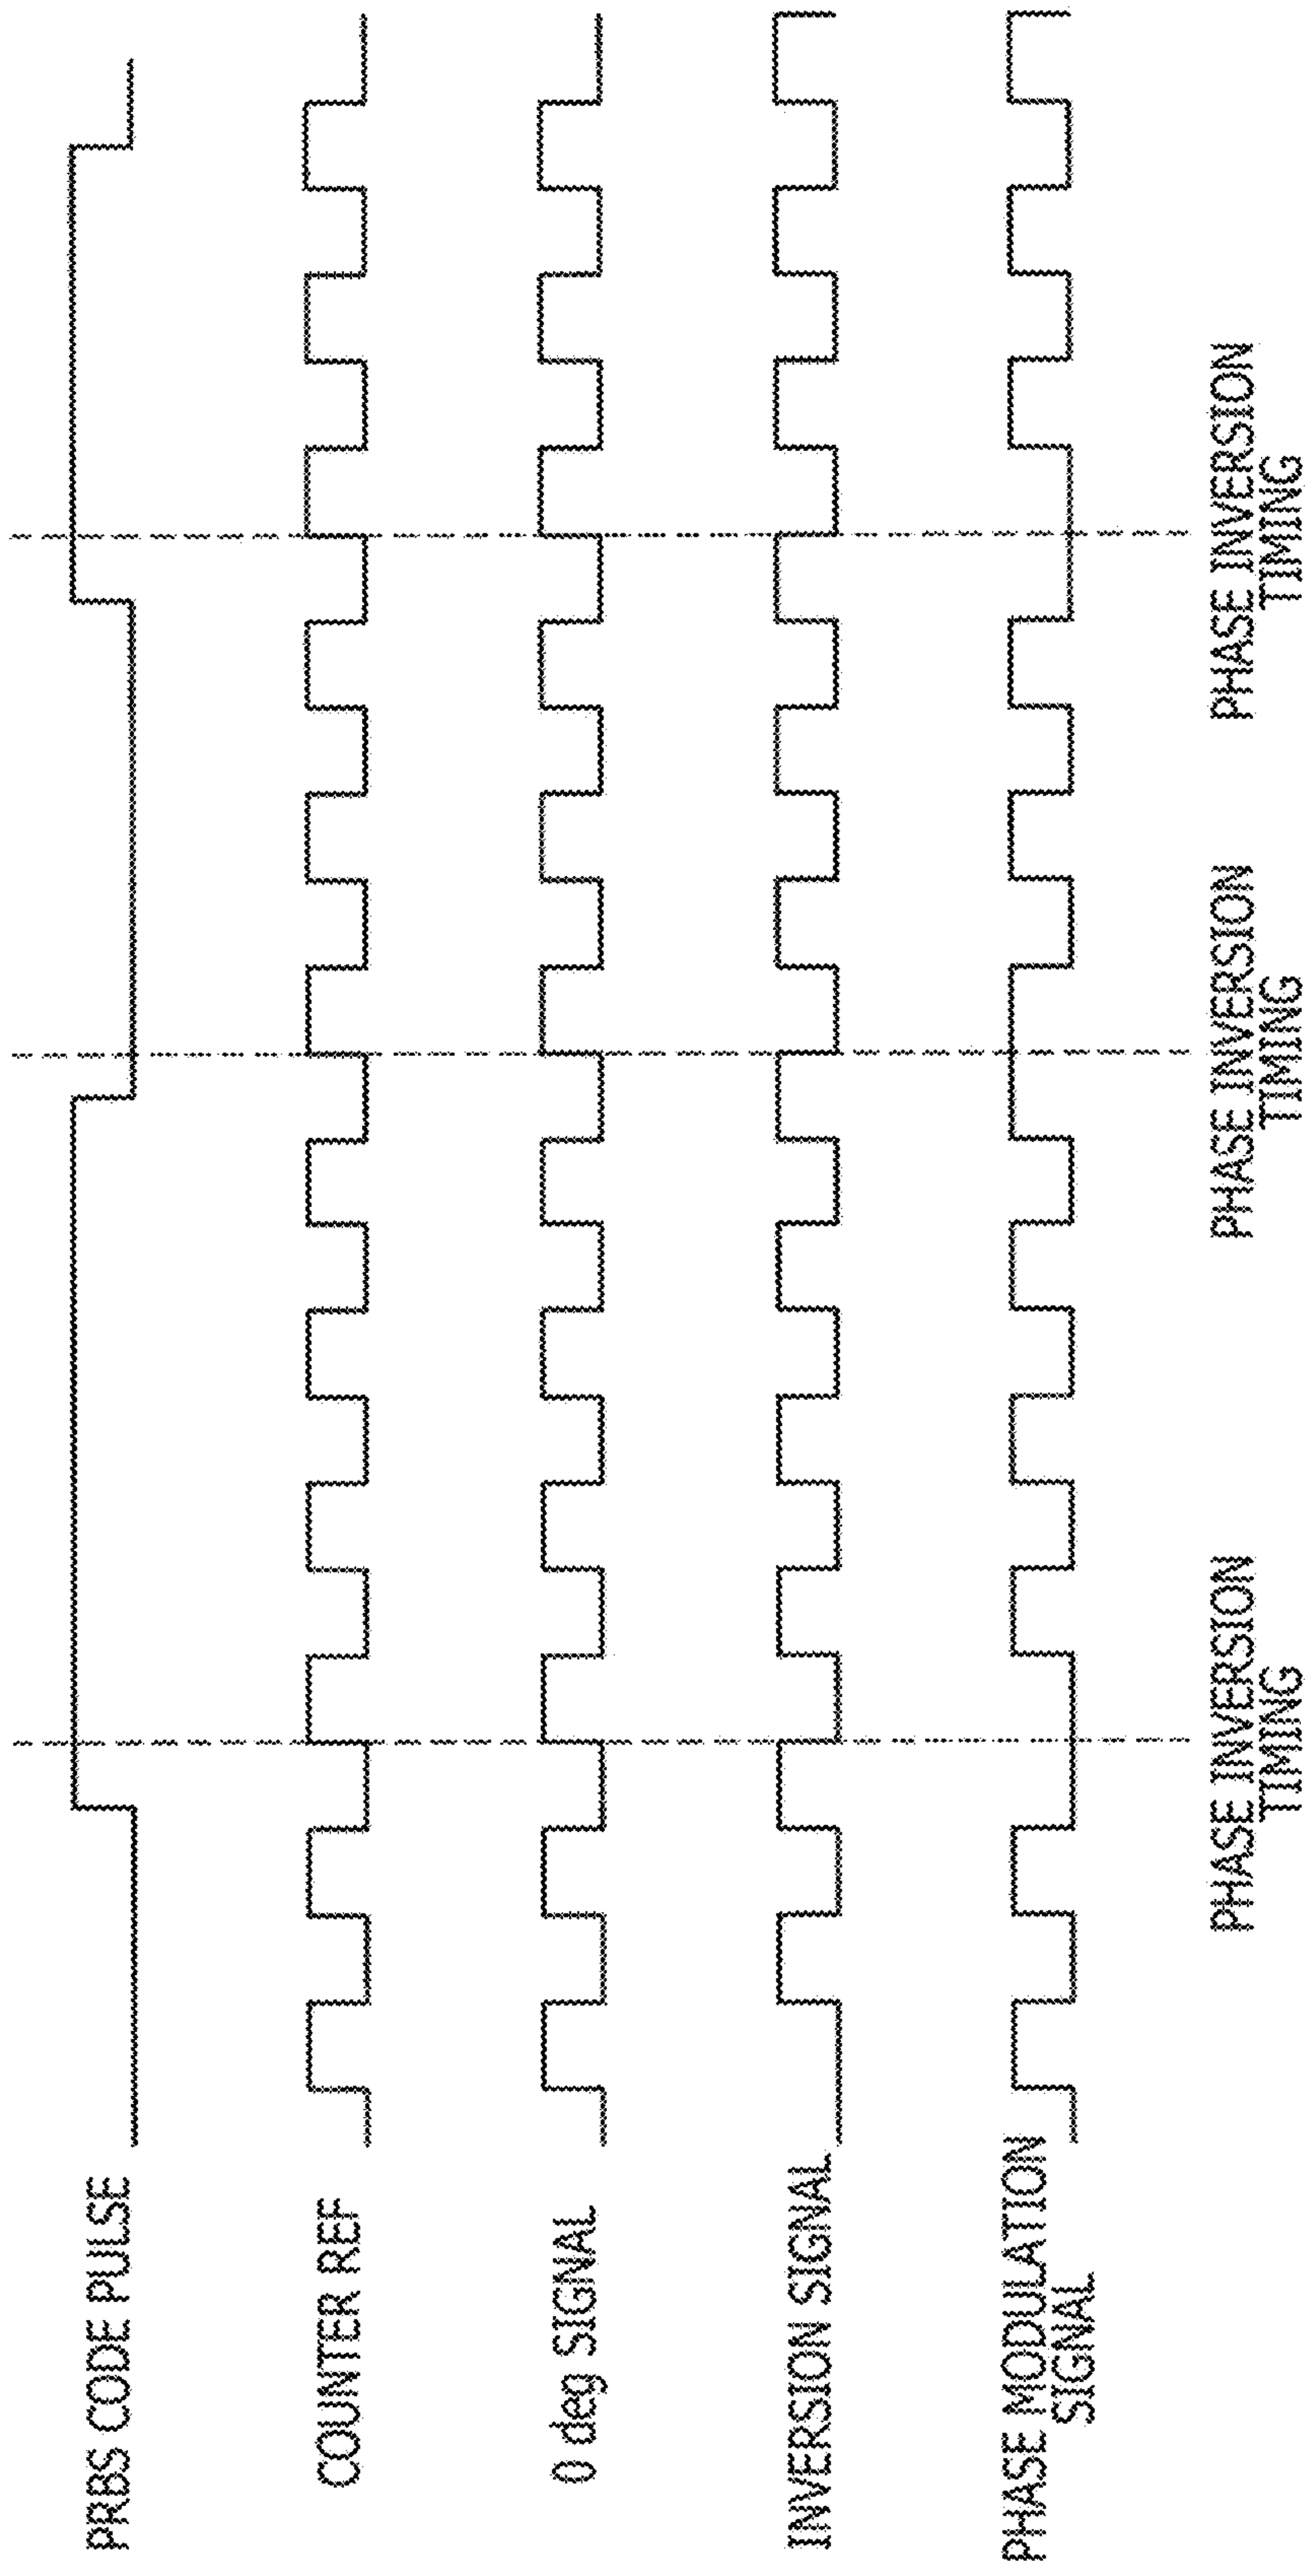 PRBS CODE PULSE
COUNTER REF
0 deg SIGNAL
INVERSION SIGNAL
PHASE MODULATION
SIGNAL
PHASE INVERSION
TIMING
PHASE INVERSION
TIMING
PHASE INVERSION
TIMING